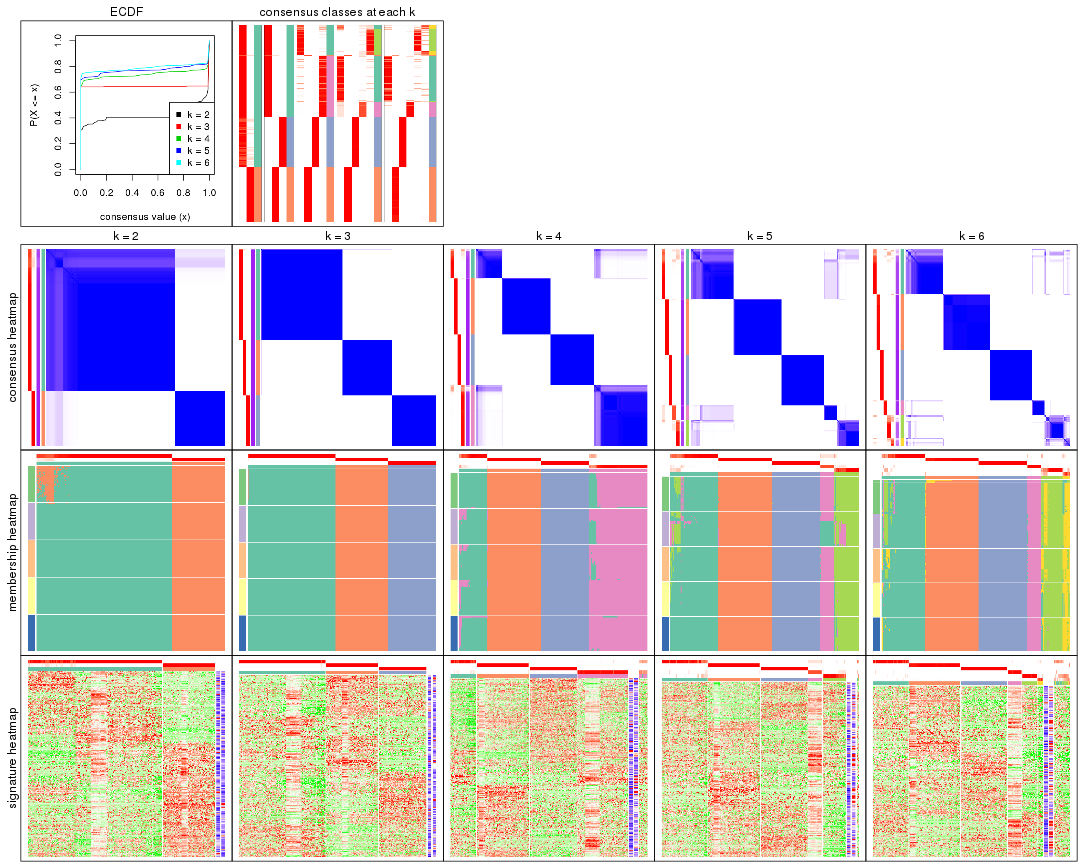 ECDF
consensus classes at each k
P(X <= x)
0.0 0.2 0.4 0.6 0.8 1.0
k = 2
k = 3
k = 4
k = 5
k = 6
0.0 0.2 0.4 0.6 0.8 1.0
consensus value (x)
k = 2 k = 3 k = 4 k = 5 k = 6
consensus heatmap
membership heatmap
signature heatmap